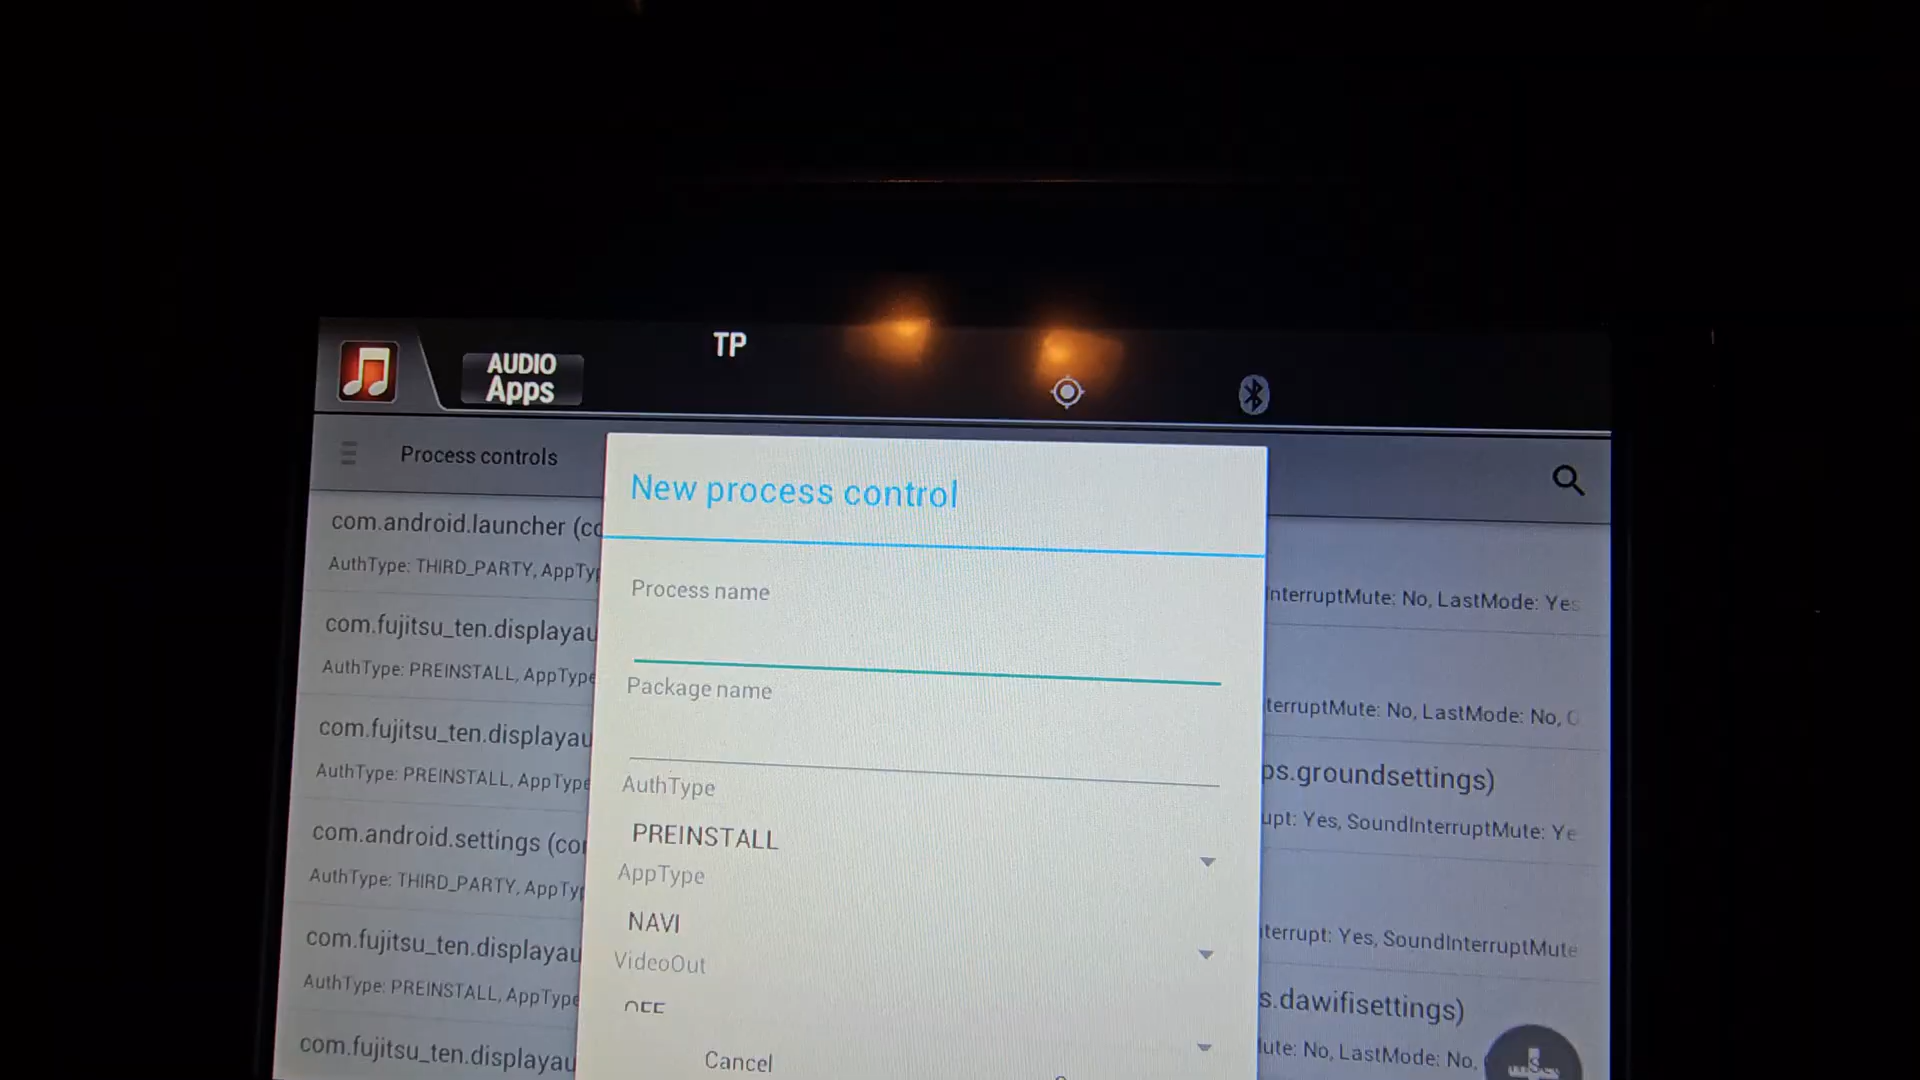 TP
AUDIO
Apps
Process controls
New process control
com.android.launcher (co
AuthType: THIRD_PARTY, AppTyp
InterruptMute: No, LastMode: Yes
Process name
com.fujitsu_ten.displayau
AuthType: PREINSTALL, AppType
terruptMute: No, LastMode: No,
Package name
com.fujitsu_ten.displayau
AuthType: PREINSTALL, AppType
ps.groundsettings)
upt: Yes, SoundInterruptMute: Ye
AuthType
PREINSTALL
com.android.settings (co
AuthType: THIRD_PARTY, AppTyp
terrupt: Yes, SoundInterruptMute
AppType
NAVI
com.fujitsu_ten.displayau
AuthType: PREINSTALL, AppType
s.dawifisettings)
lute: No, LastMode: No,
VideoOut
com.fujitsu_ten.displayau
Cancel